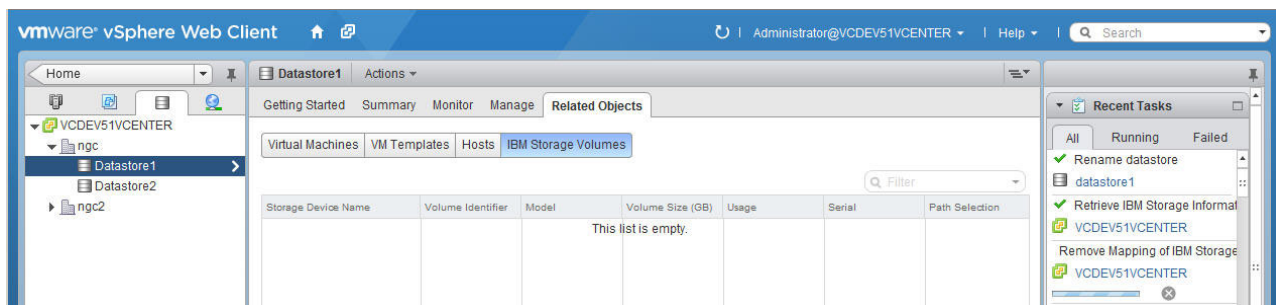 vmware® vSphere Web Client
Administrator@VCDEV51VCENTER
Help
Search
Home
VCDEV51VCENTER
ngc
Datastore1
Datastore2
ngc2
Datastore1 Actions
Getting Started Summary Monitor Manage Related Objects
Virtual Machines VM Templates Hosts IBM Storage Volumes
Filter
Storage Device Name Volume Identifier Model Volume Size (GB) Usage Serial Path Selection
This list is empty.
Recent Tasks
All Running Failed
Rename datastore
datastore1
Retrieve IBM Storage Informat
VCDEV51VCENTER
Remove Mapping of IBM Storage
VCDEV51VCENTER